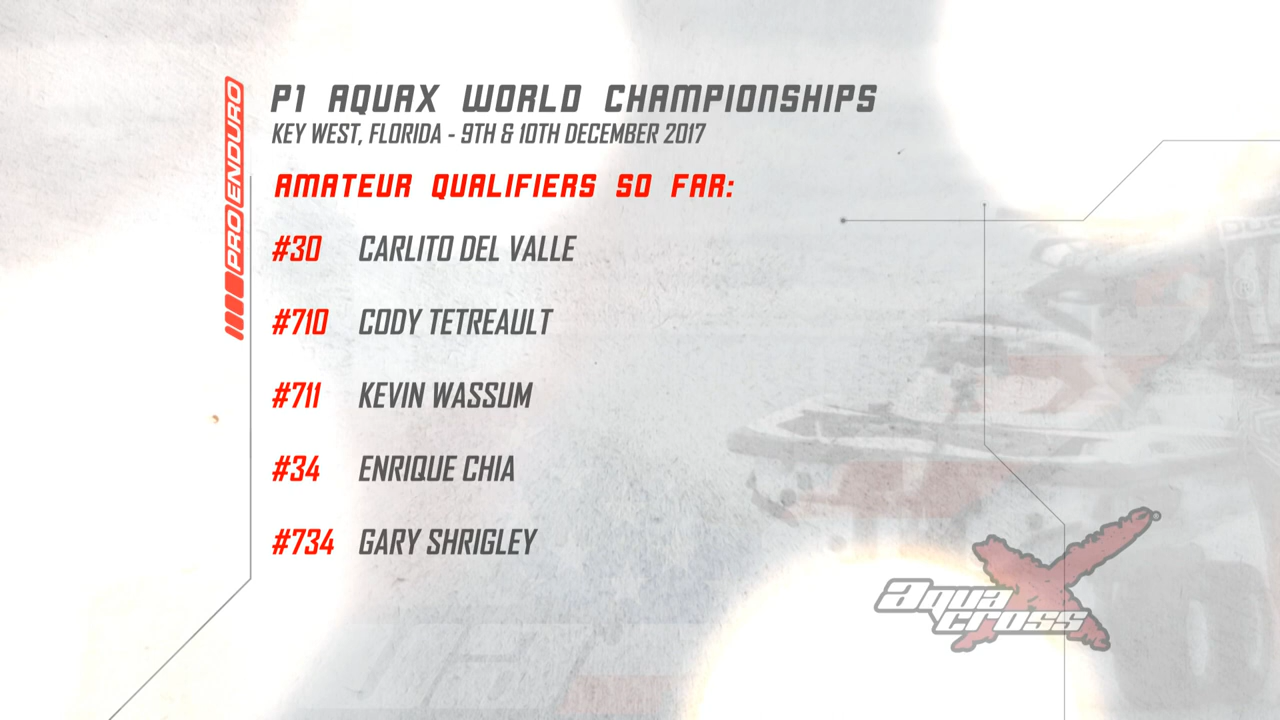 PRO ENDURO
P1 AQUAX WORLD CHAMPIONSHIPS
KEY WEST, FLORIDA - 9TH & 10TH DECEMBER 2017
AMATEUR QUALIFIERS SO FAR:
#30 CARLITO DEL VALLE
#710 CODY TETREAULT
#711 KEVIN WASSUM
#34 ENRIQUE CHIA
#734 GARY SHRIGLEY
aqua X
cross